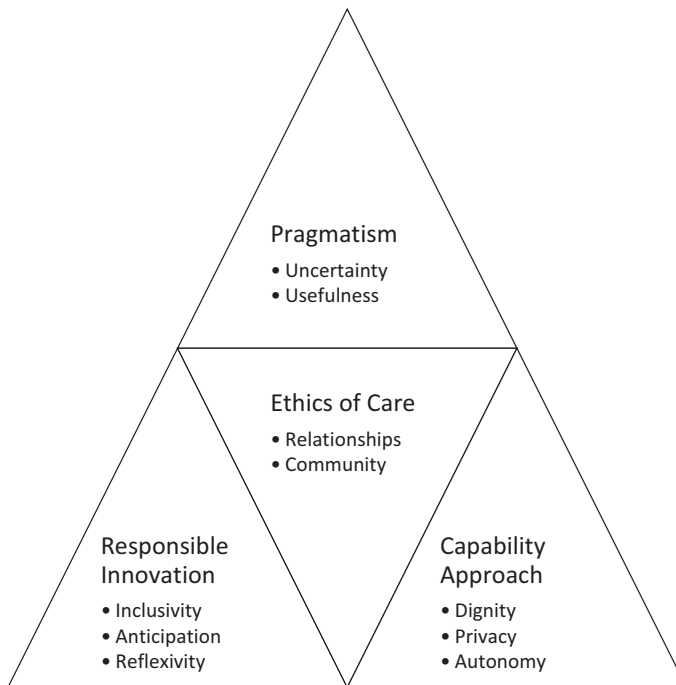 Pragmatism
• Uncertainty
• Usefulness
Ethics of Care
• Relationships
• Community
Responsible
Innovation
• Inclusivity
• Anticipation
• Reflexivity
Capability
Approach
• Dignity
• Privacy
• Autonomy